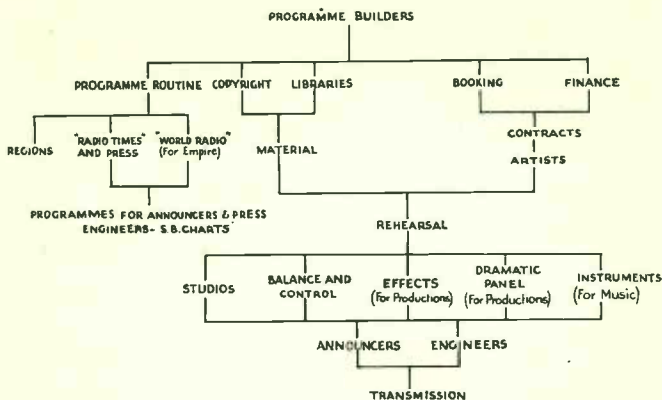 PROGRAMME BUILDERS
PROGRAMME ROUTINE
COPYRIGHT
LIBRARIES
BOOKING
FINANCE
REGIONS
"RADIO TIMES"
AND PRESS
"WORLD RADIO"
(For Empire)
MATERIAL
CONTRACTS
ARTISTS
PROGRAMMES FOR ANNOUNCERS & PRESS
ENGINEERS - S.B. CHARTS
REHEARSAL
STUDIOS
BALANCE AND
CONTROL
EFFECTS
(For Productions)
DRAMATIC
PANEL
(For Productions)
INSTRUMENTS
(For Music)
ANNOUNCERS
ENGINEERS
TRANSMISSION